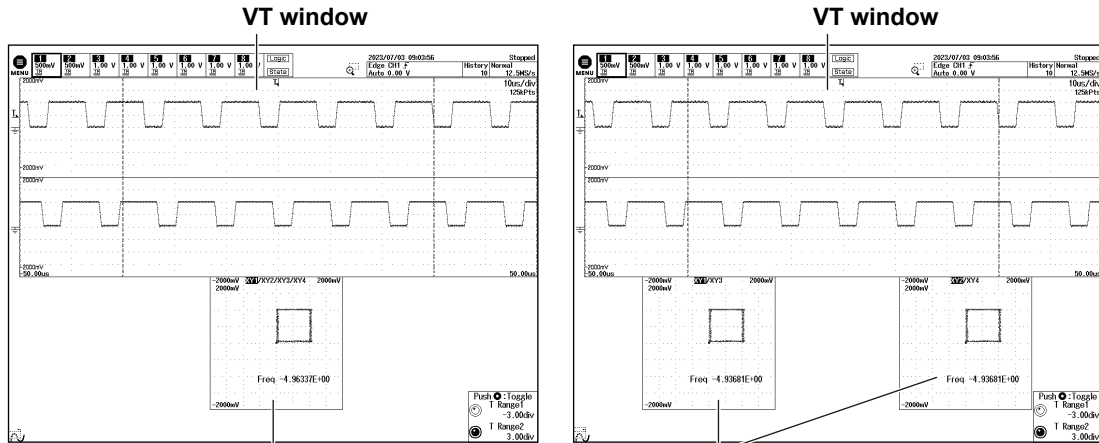 VT window
MENU
1 2 3 4 5 6 7 8
500mV 500mV 1.00 V 1.00 V 1.00 V 1.00 V 1.00 V 1.00 V
Logic
State
2023/07/03 09:03:56
Edge CH1
Auto 0.00 V
History
10
Stopped
Normal
12.5MS/s
2000mV
10us/div
125kPts
T
-2000mV
2000mV
-2000mV
-50.00us
50.00us
-2000mV XY1/XY2/XY3/XY4 2000mV
2000mV
Freq -4.96337E+00
-2000mV
Push :Toggle
T Range1
-3.00div
T Range2
3.00div
VT window
MENU
1 2 3 4 5 6 7 8
500mV 500mV 1.00 V 1.00 V 1.00 V 1.00 V 1.00 V 1.00 V
Logic
State
2023/07/03 09:03:56
Edge CH1
Auto 0.00 V
History
10
Stopped
Normal
12.5MS/s
2000mV
10us/div
125kPts
T
-2000mV
2000mV
-2000mV
-50.00us
50.00us
-2000mV XY1/XY3 2000mV
2000mV
Freq -4.93681E+00
-2000mV
-2000mV XY2/XY4 2000mV
2000mV
Freq -4.93681E+00
-2000mV
Push :Toggle
T Range1
-3.00div
T Range2
3.00div